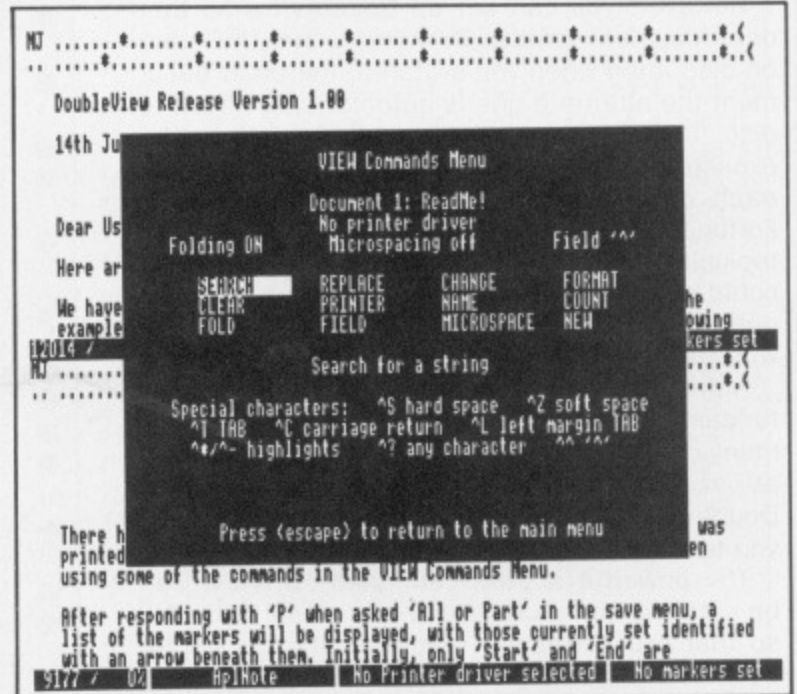 MJ .......*.......*.......*.......*.......*.......*.......*.......*.......*.(
.. .......*.......*.......*.......*.......*.......*.......*.......*.......*.(
DoubleView Release Version 1.00
14th Ju
VIEW Commands Menu
Document 1: ReadMe!
No printer driver
Dear Us
Folding ON Microspacing off Field '^'
Here ar
SEARCH REPLACE CHANGE FORMAT
We have CLEAR PRINTER NAME COUNT he
example FOLD FIELD MICROSPACE NEW owing
12014 / kers set
MJ ....... .*.(
.. ....... .*.(
Search for a string
Special characters: ^S hard space ^Z soft space
^T TAB ^C carriage return ^L left margin TAB
^*/^- highlights ^? any character ^^ '^'
There h Press <escape> to return to the main menu was
printed en
using some of the commands in the VIEW Commands Menu.
After responding with 'P' when asked 'All or Part' in the save menu, a
list of the markers will be displayed, with those currently set identified
with an arrow beneath them. Initially, only 'Start' and 'End' are
9177 / 0% AplNote No Printer driver selected No markers set